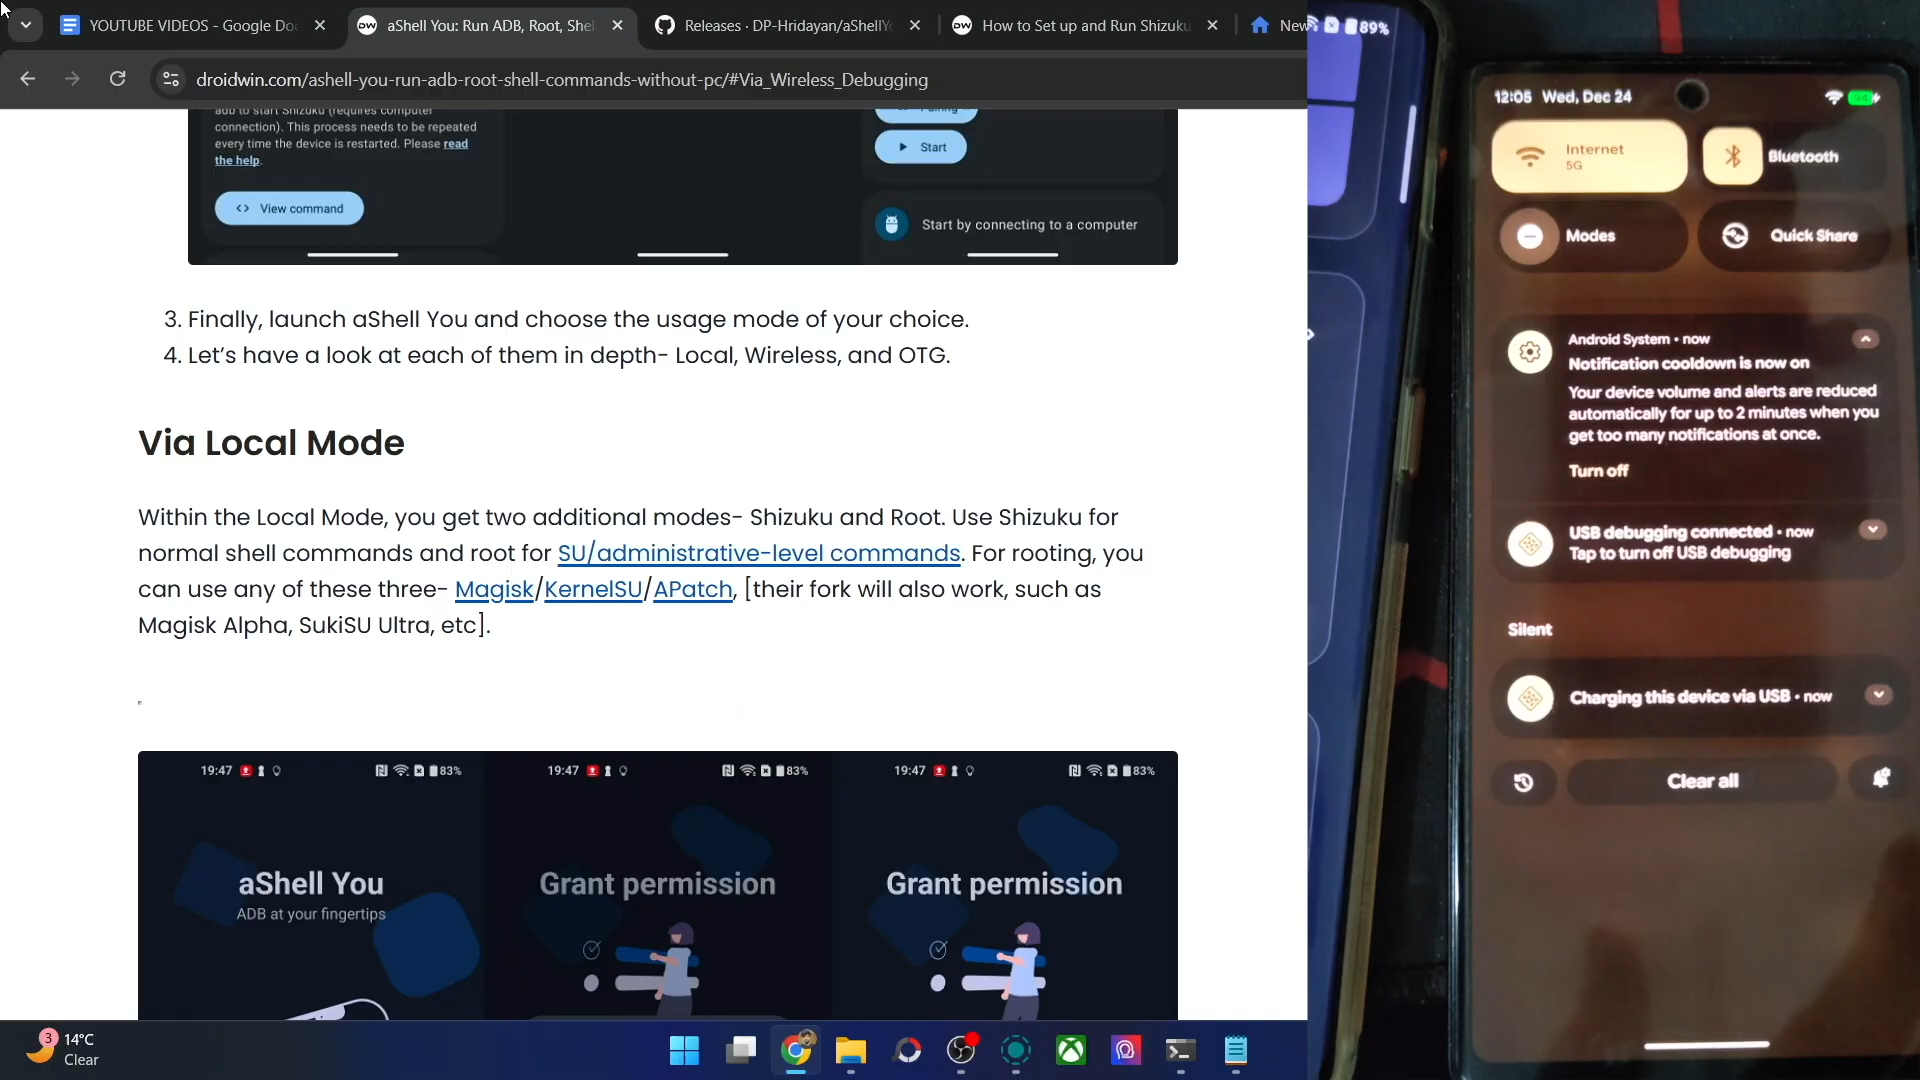 YOUTUBE VIDEOS - Google Do
aShell You: Run ADB, Root, She
Releases · DP-Hridayan/aShellY
How to Set up and Run Shizuku
New
droidwin.com/ashell-you-run-adb-root-shell-commands-without-pc/#Via_Wireless_Debugging
adb to start Shizuku (requires computer
connection). This process needs to be repeated
every time the device is restarted. Please read
the help.
View command
Pairing
Start
Start by connecting to a computer
3. Finally, launch aShell You and choose the usage mode of your choice.
4. Let's have a look at each of them in depth- Local, Wireless, and OTG.
Via Local Mode
Within the Local Mode, you get two additional modes- Shizuku and Root. Use Shizuku for
normal shell commands and root for SU/administrative-level commands. For rooting, you
can use any of these three- Magisk/KernelSU/APatch, [their fork will also work, such as
Magisk Alpha, SukiSU Ultra, etc].
19:47
83%
19:47
83%
19:47
83%
aShell You
ADB at your fingertips
Grant permission
Grant permission
3
14°C
Clear
89%
12:05 Wed, Dec 24
Internet
5G
Bluetooth
Modes
Quick Share
Android System • now
Notification cooldown is now on
Your device volume and alerts are reduced
automatically for up to 2 minutes when you
get too many notifications at once.
Turn off
USB debugging connected • now
Tap to turn off USB debugging
Silent
Charging this device via USB • now
Clear all